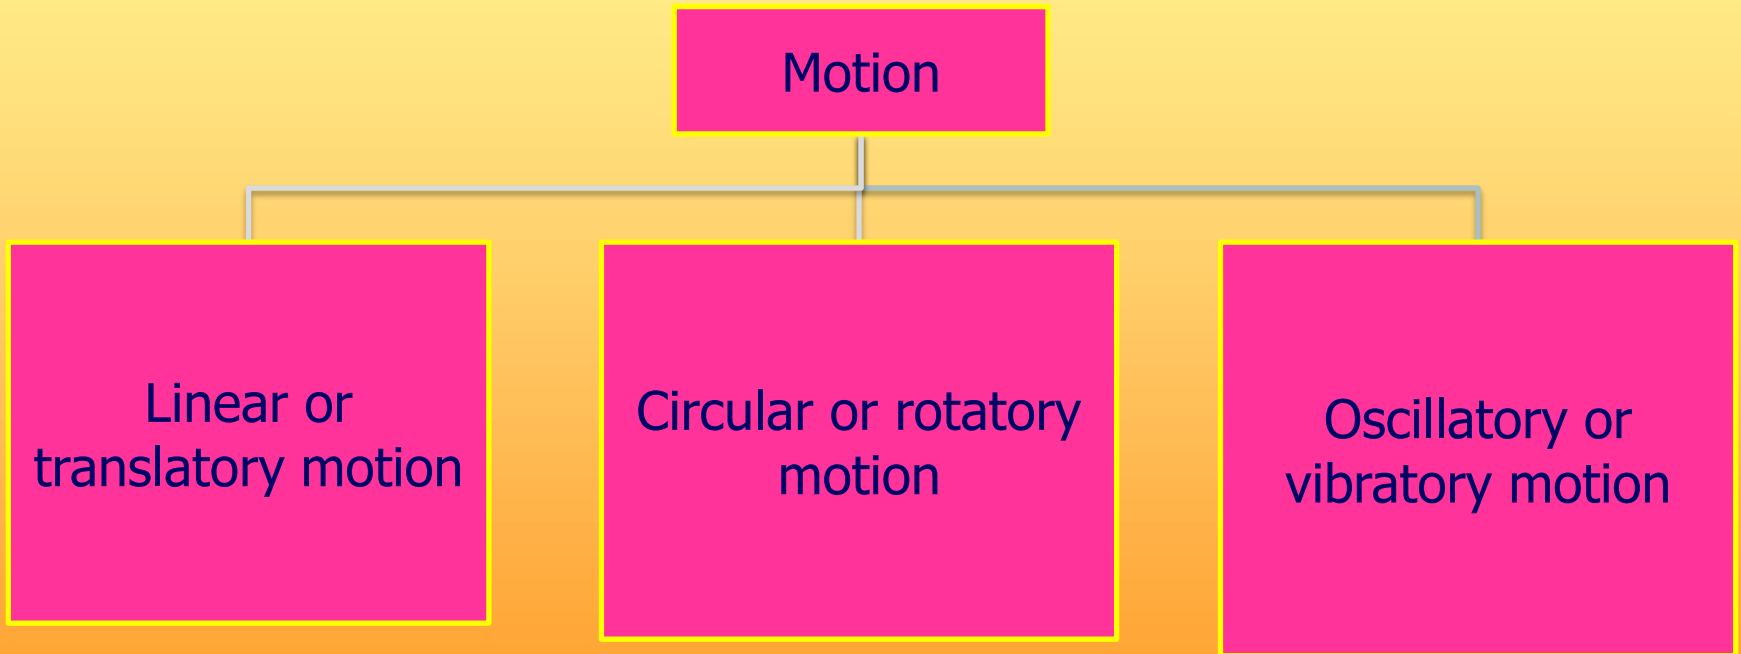 Motion
Linear or
translatory motion
Circular or rotatory
motion
Oscillatory or
vibratory motion